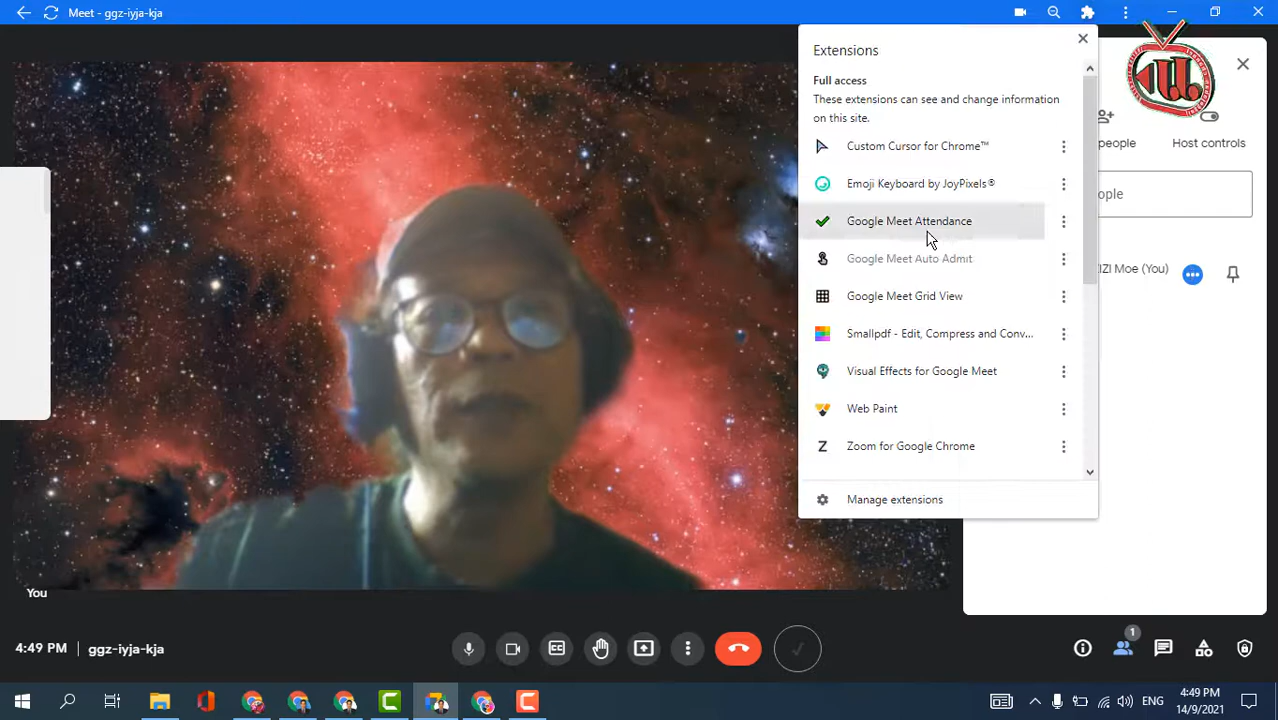 Meet - ggz-iyja-kja
Extensions
Full access
These extensions can see and change information
on this site.
Custom Cursor for Chrome™
Emoji Keyboard by JoyPixels®
Google Meet Attendance
Google Meet Auto Admit
Google Meet Grid View
Smallpdf - Edit, Compress and Conv...
Visual Effects for Google Meet
Web Paint
Z Zoom for Google Chrome
Manage extensions
people
Host controls
ople
IZI Moe (You)
You
4:49 PM | ggz-iyja-kja
1
ENG
4:49 PM
14/9/2021